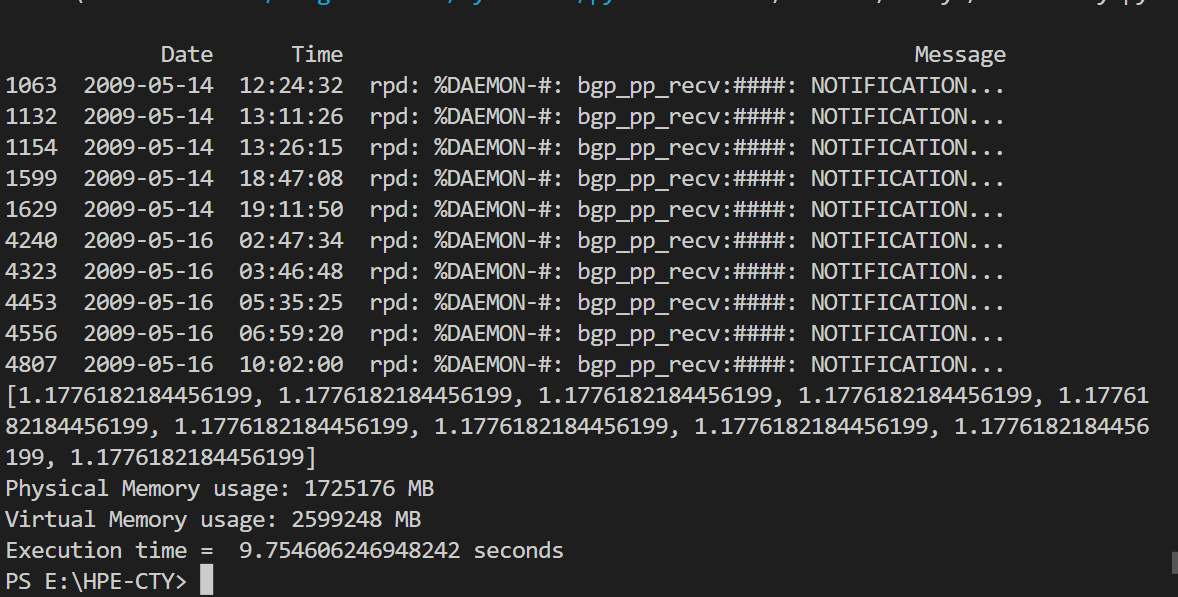 Date Time Message
1063 2009-05-14 12:24:32 rpd: %DAEMON-#: bgp_pp_recv:####: NOTIFICATION...
1132 2009-05-14 13:11:26 rpd: %DAEMON-#: bgp_pp_recv:####: NOTIFICATION...
1154 2009-05-14 13:26:15 rpd: %DAEMON-#: bgp_pp_recv:####: NOTIFICATION...
1599 2009-05-14 18:47:08 rpd: %DAEMON-#: bgp_pp_recv:####: NOTIFICATION...
1629 2009-05-14 19:11:50 rpd: %DAEMON-#: bgp_pp_recv:####: NOTIFICATION...
4240 2009-05-16 02:47:34 rpd: %DAEMON-#: bgp_pp_recv:####: NOTIFICATION...
4323 2009-05-16 03:46:48 rpd: %DAEMON-#: bgp_pp_recv:####: NOTIFICATION...
4453 2009-05-16 05:35:25 rpd: %DAEMON-#: bgp_pp_recv:####: NOTIFICATION...
4556 2009-05-16 06:59:20 rpd: %DAEMON-#: bgp_pp_recv:####: NOTIFICATION...
4807 2009-05-16 10:02:00 rpd: %DAEMON-#: bgp_pp_recv:####: NOTIFICATION...
[1.1776182184456199, 1.1776182184456199, 1.1776182184456199, 1.1776182184456199, 1.17761
82184456199, 1.1776182184456199, 1.1776182184456199, 1.1776182184456199, 1.1776182184456
199, 1.1776182184456199]
Physical Memory usage: 1725176 MB
Virtual Memory usage: 2599248 MB
Execution time = 9.754606246948242 seconds
PS E:\HPE-CTY>